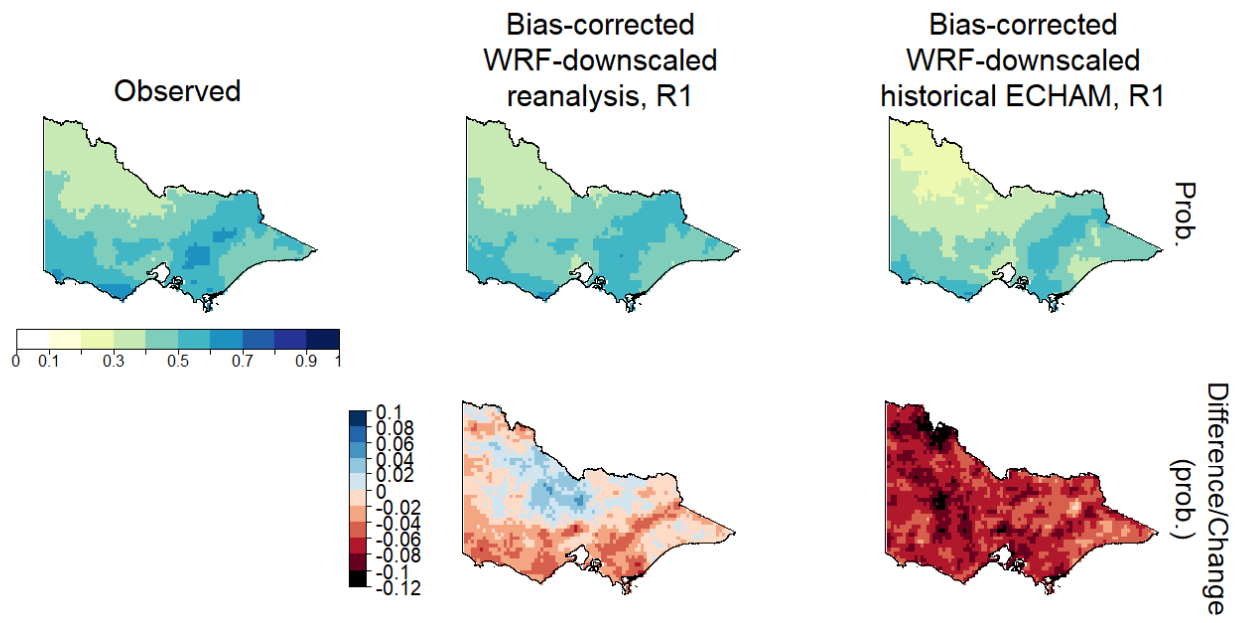 Observed
Bias-corrected
WRF-downscaled
reanalysis, R1
Bias-corrected
WRF-downscaled
historical ECHAM, R1
Prob.
0 0.1 0.3 0.5 0.7 0.9 1
0.1
0.08
0.06
0.04
0.02
0
-0.02
-0.04
-0.06
-0.08
-0.1
-0.12
Difference/Change
(prob.)